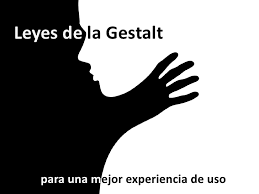 Leyes de la Gestalt
para una mejor experiencia de uso